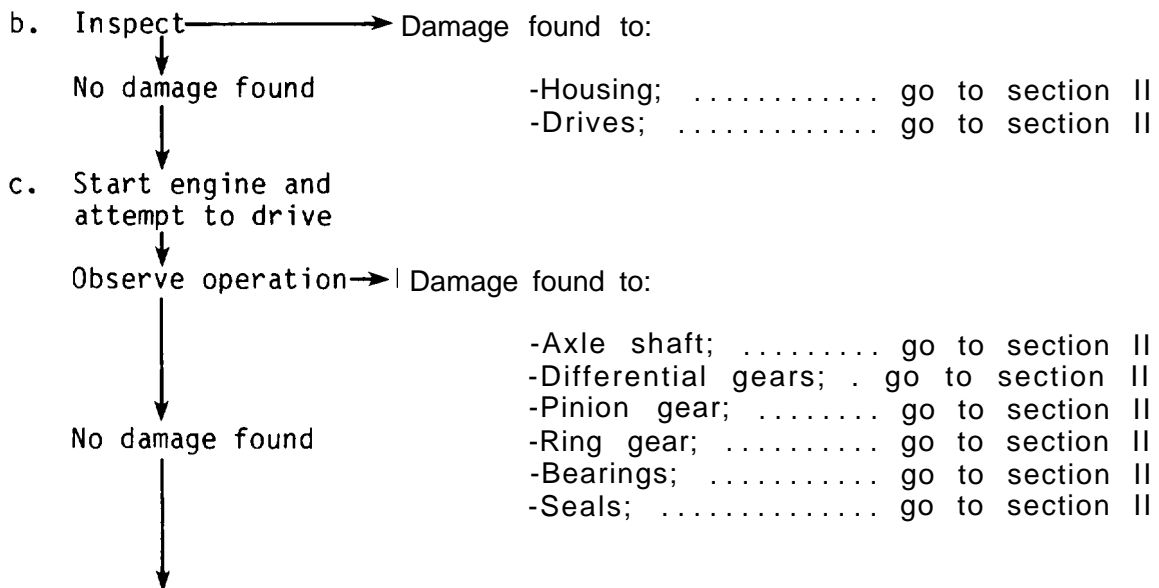 b. Inspect Damage found to:
No damage found
-Housing; ............ go to section II
-Drives; ............. go to section II
c. Start engine and
attempt to drive
Observe operation Damage found to:
-Axle shaft; ......... go to section II
-Differential gears; . go to section II
-Pinion gear; ........ go to section II
No damage found
-Ring gear; .......... go to section II
-Bearings; ........... go to section II
-Seals; .............. go to section II